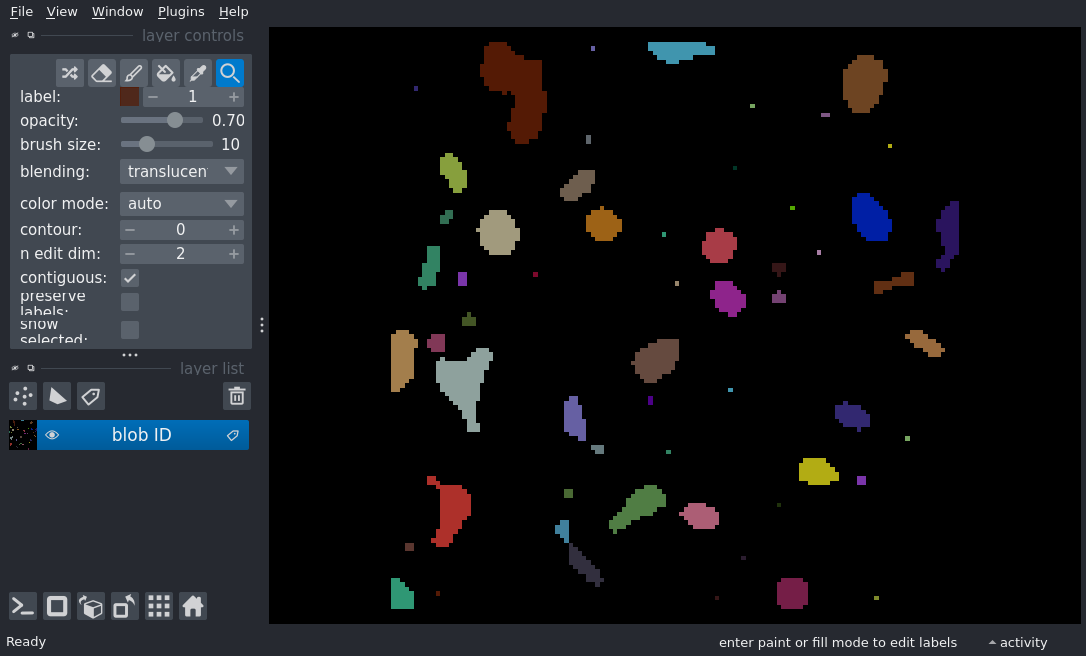 File View Window Plugins Help
layer controls
label: 1
opacity: 0.70
brush size: 10
blending: translucen
color mode: auto
contour: 0
n edit dim: 2
contiguous:
preserve
labels:
show
selected:
layer list
blob ID
Ready enter paint or fill mode to edit labels activity